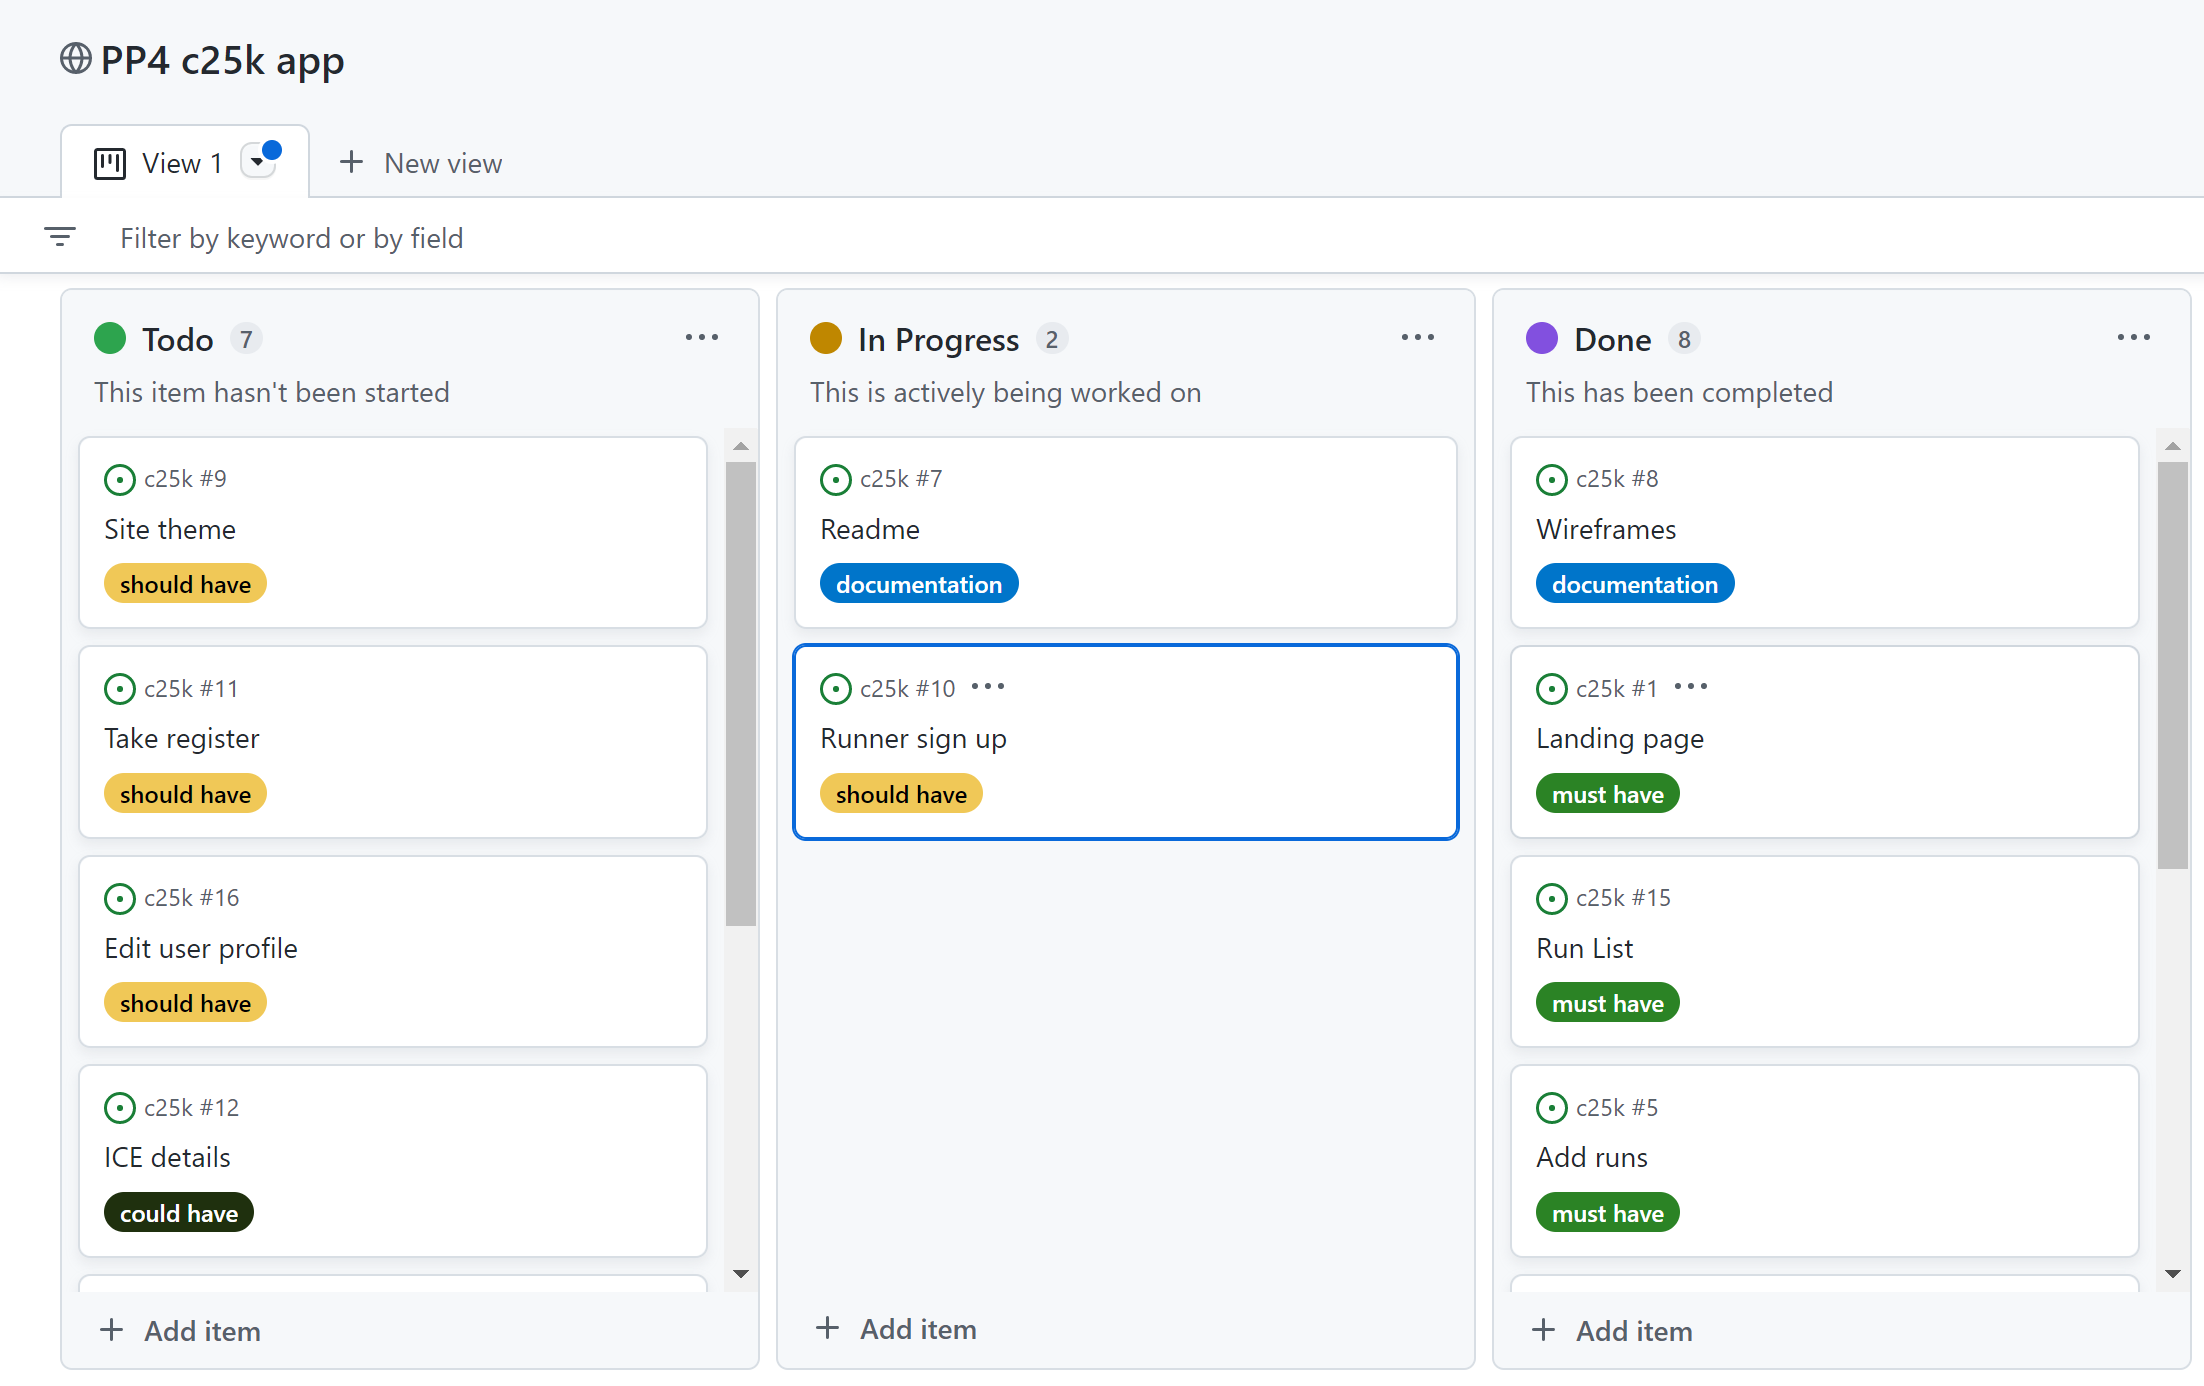 PP4 c25k app
View 1
New view
Filter by keyword or by field
Todo 7
This item hasn't been started
c25k #9
Site theme
should have
c25k #11
Take register
should have
c25k #16
Edit user profile
should have
c25k #12
ICE details
could have
Add item
In Progress 2
This is actively being worked on
c25k #7
Readme
documentation
c25k #10
Runner sign up
should have
Add item
Done 8
This has been completed
c25k #8
Wireframes
documentation
c25k #1
Landing page
must have
c25k #15
Run List
must have
c25k #5
Add runs
must have
Add item